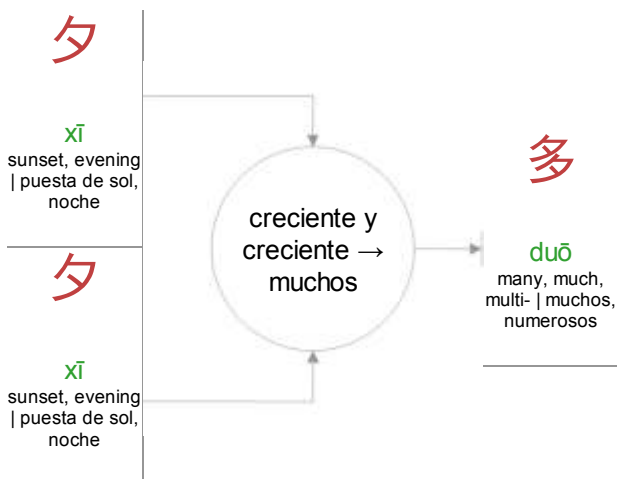 夕
xī
sunset, evening
| puesta de sol,
noche
夕
xī
sunset, evening
| puesta de sol,
noche
creciente y
creciente →
muchos
多
duō
many, much,
multi- | muchos,
numerosos